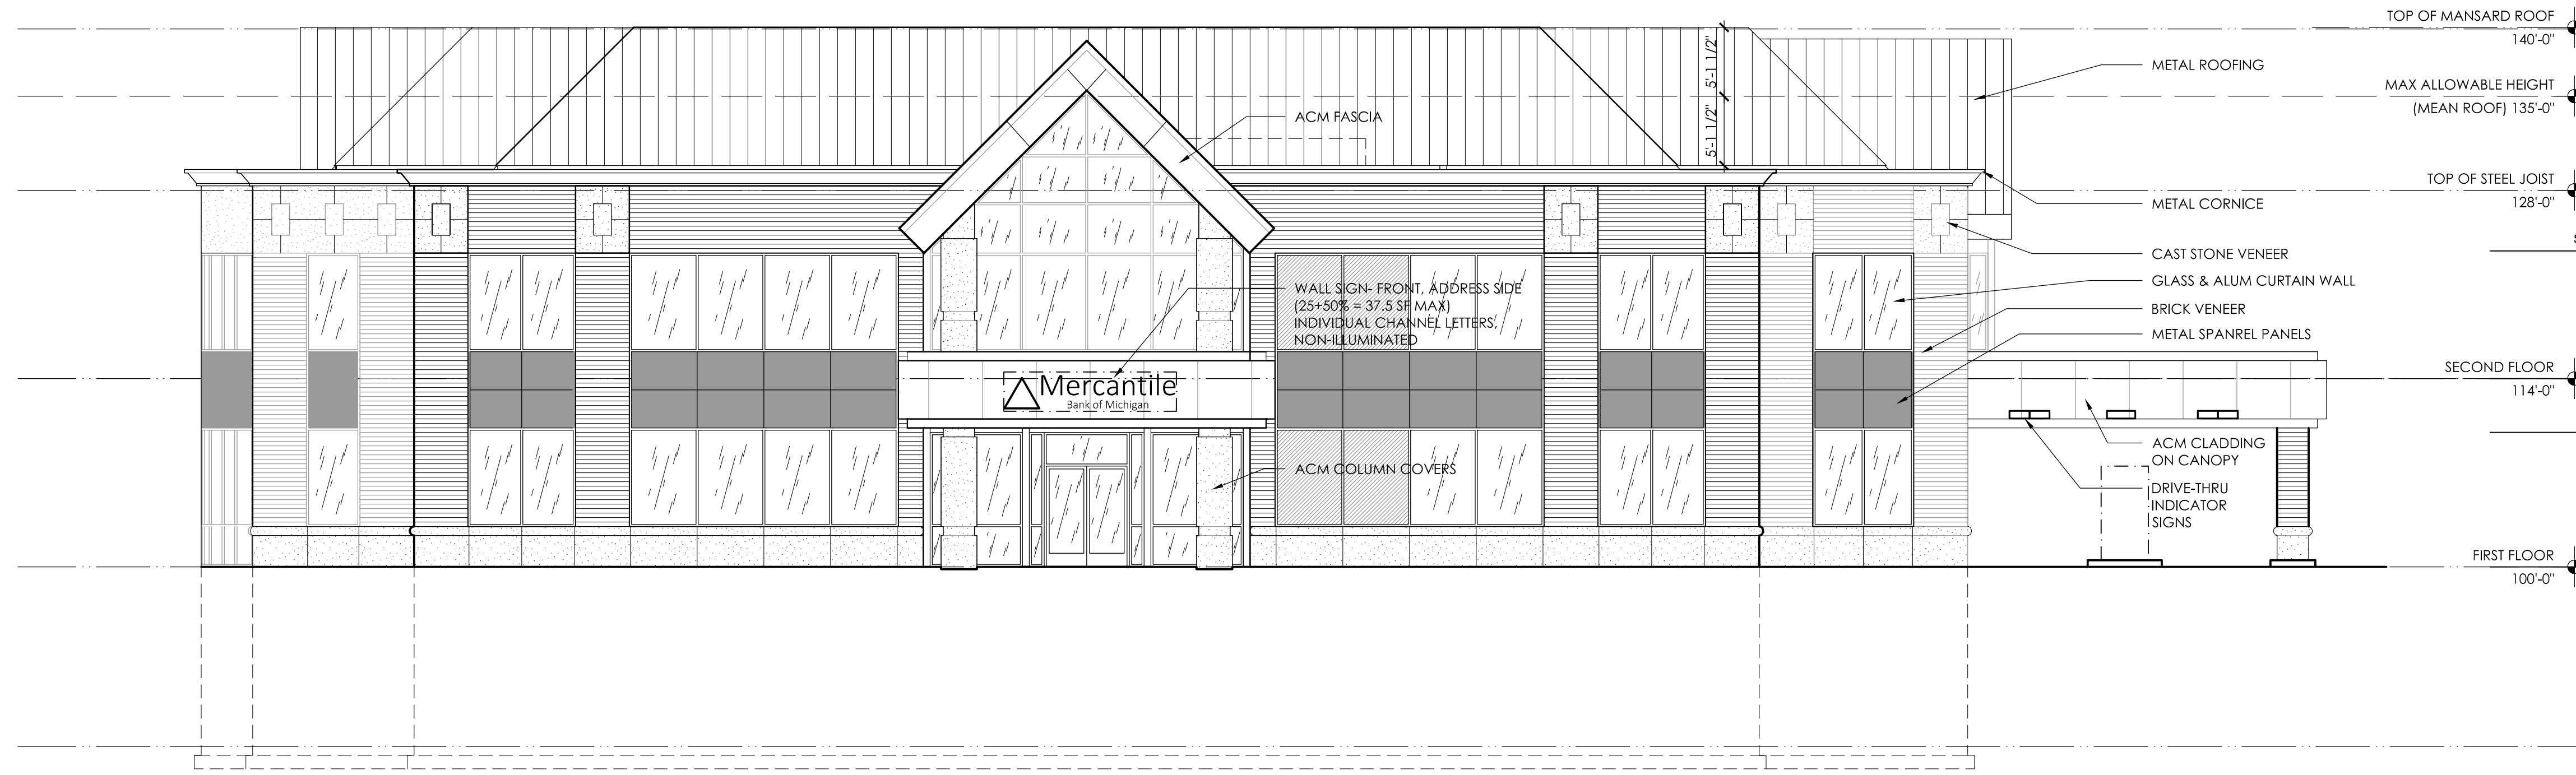 TOP OF MANSARD ROOF
140'-0"
5'-1 1/2"
5'-1 1/2"
METAL ROOFING
MAX ALLOWABLE HEIGHT
(MEAN ROOF) 135'-0"
ACM FASCIA
TOP OF STEEL JOIST
128'-0"
METAL CORNICE
CAST STONE VENEER
GLASS & ALUM CURTAIN WALL
WALL SIGN- FRONT, ADDRESS SIDE
(25+50% = 37.5 SF MAX)
INDIVIDUAL CHANNEL LETTERS,
NON-ILLUMINATED
BRICK VENEER
METAL SPANREL PANELS
SECOND FLOOR
114'-0"
Mercantile
Bank of Michigan
ACM CLADDING
ON CANOPY
ACM COLUMN COVERS
DRIVE-THRU
INDICATOR
SIGNS
FIRST FLOOR
100'-0"